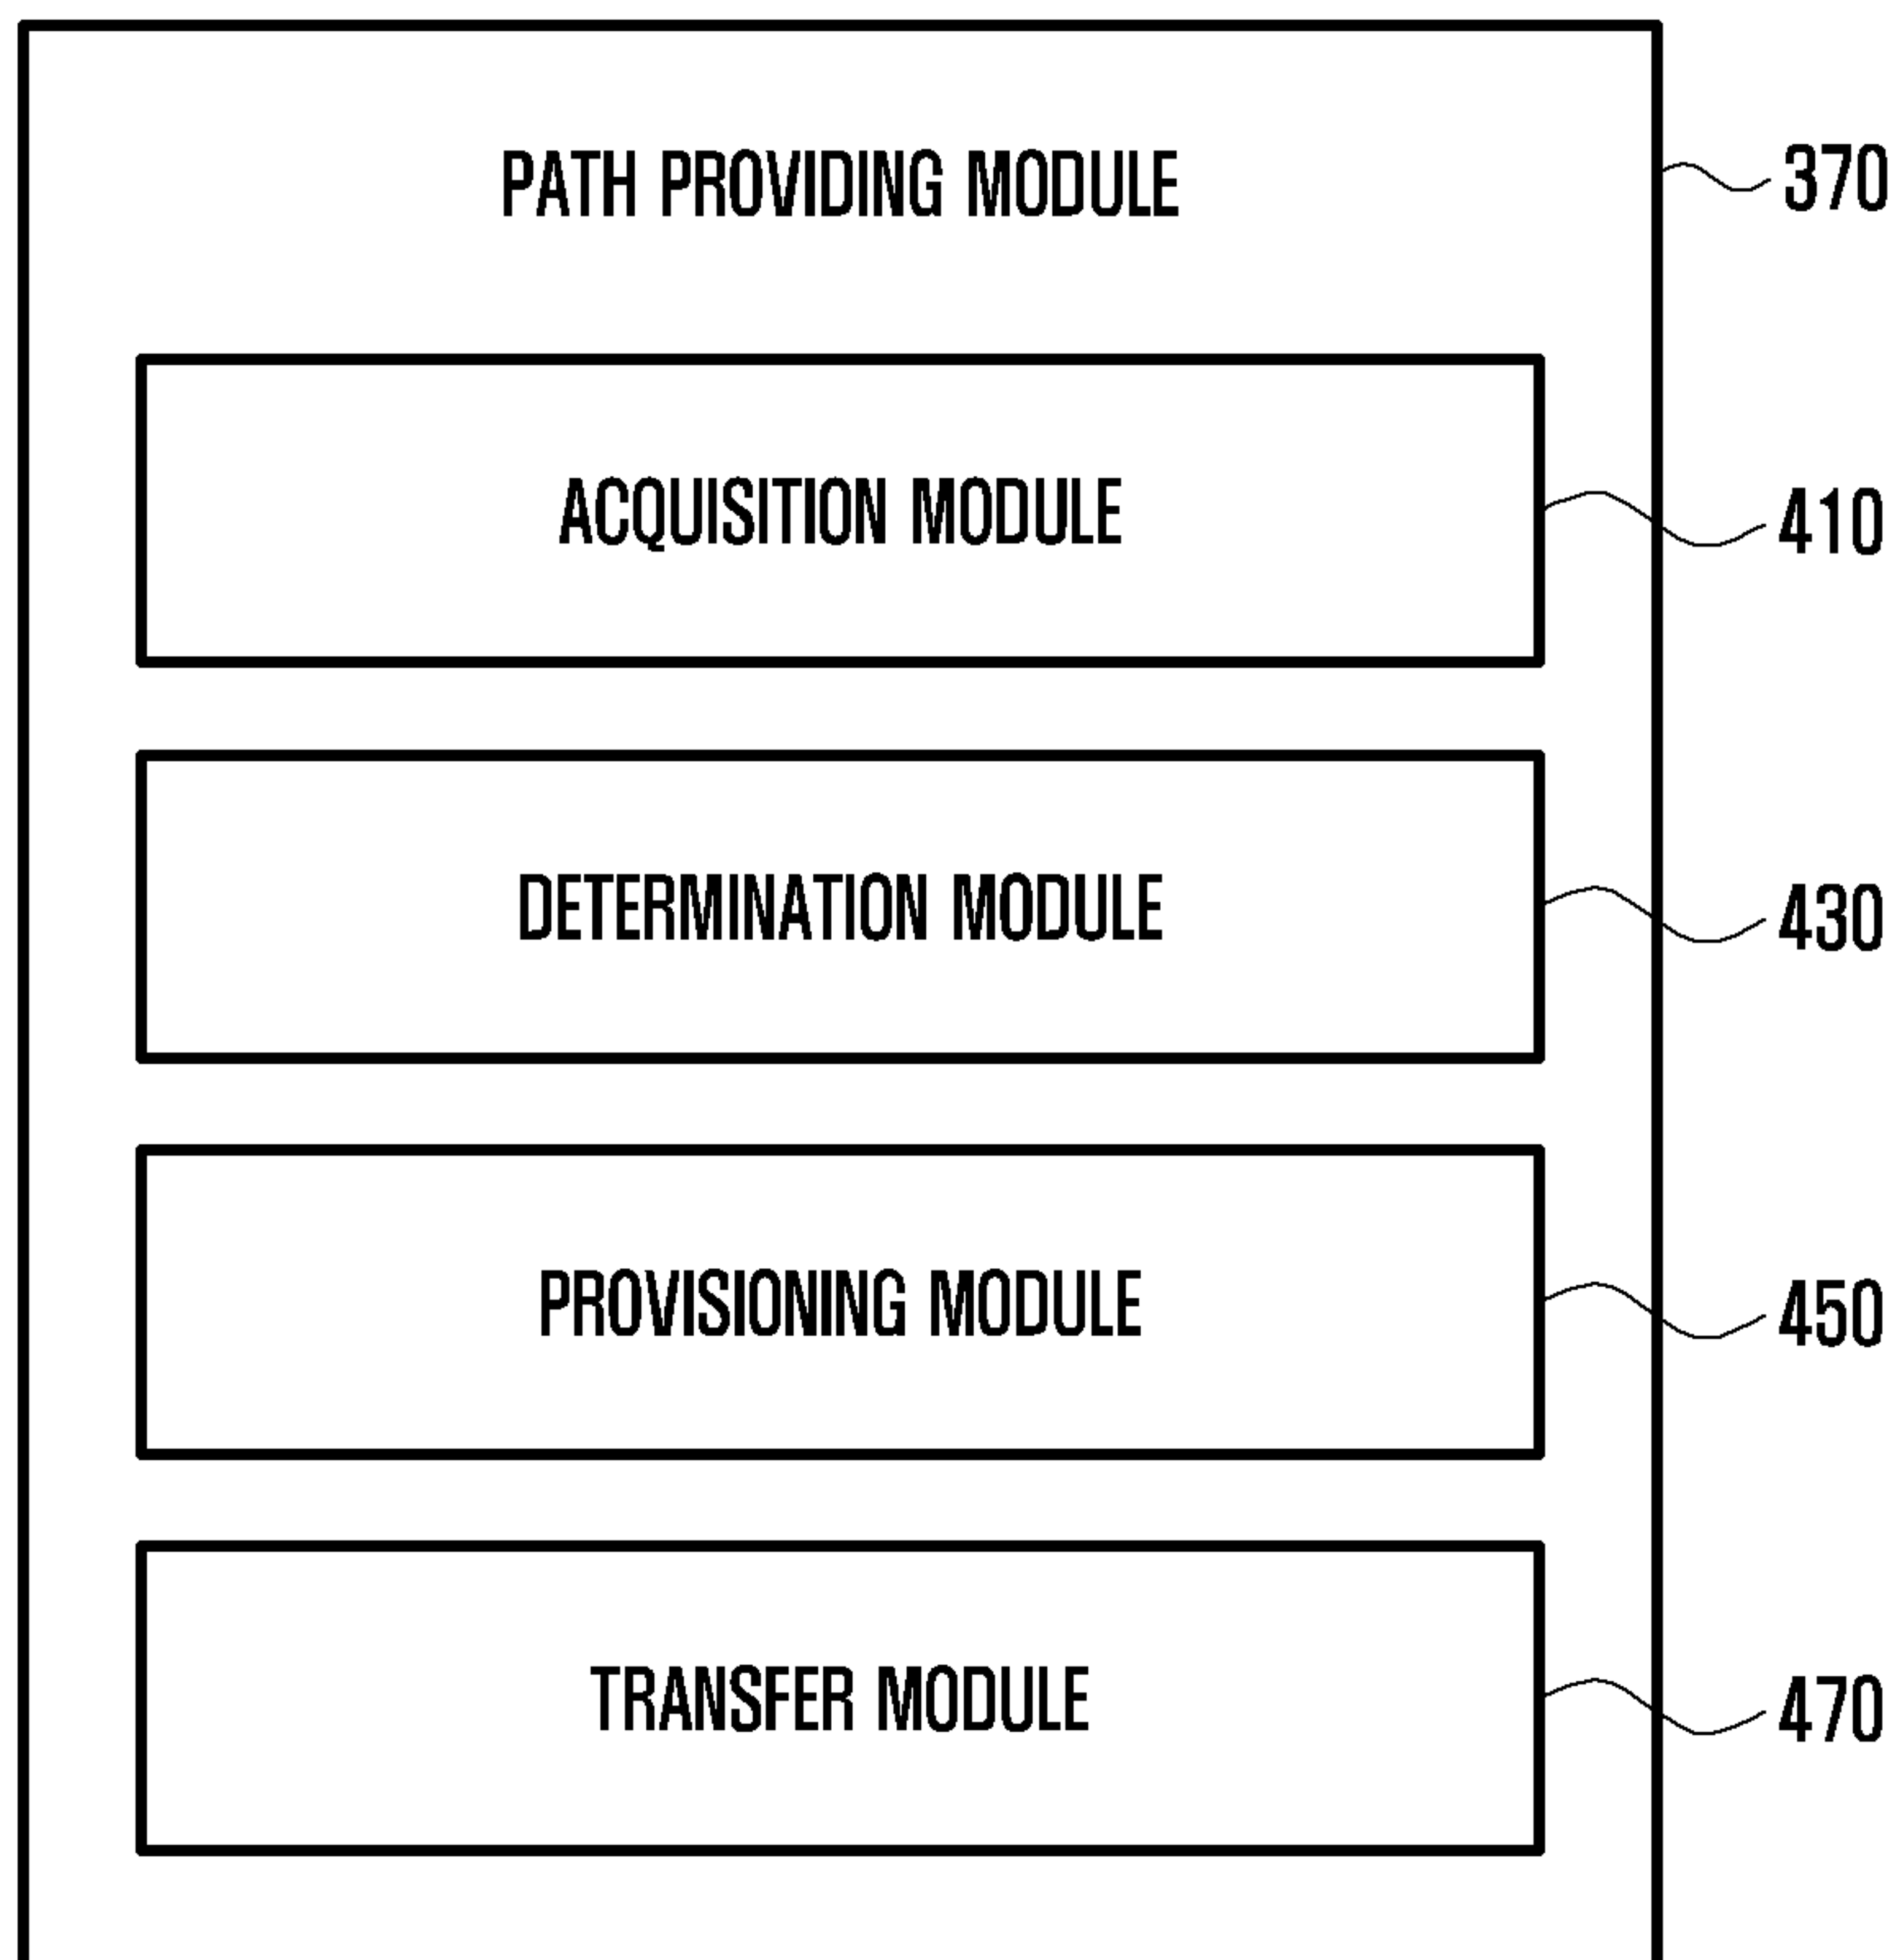 PATH PROVIDING MODULE
370
ACQUISITION MODULE
410
DETERMINATION MODULE
430
PROVISIONING MODULE
450
TRANSFER MODULE
470